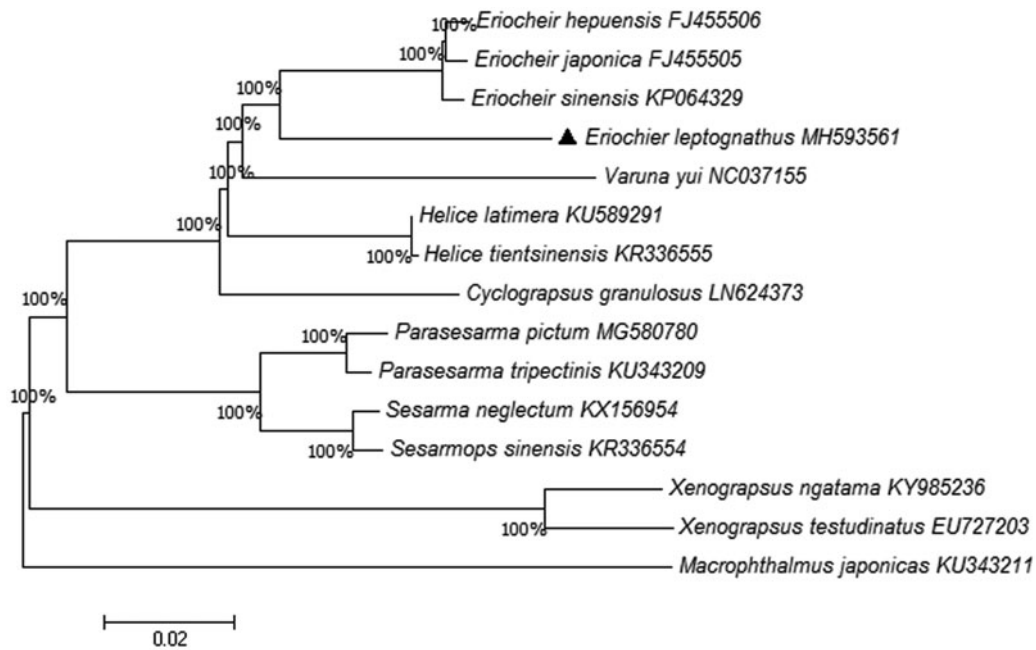 100% Eriocheir hepuensis FJ455506
100% Eriocheir japonica FJ455505
100%
Eriocheir sinensis KP064329
100%
Eriochier leptognathus MH593561
100%
Varuna yui NC037155
Helice latimera KU589291
100%
100% Helice tientsinensis KR336555
Cyclograpsus granulosus LN624373
100%
100% Parasesarma pictum MG580780
Parasesarma tripectinis KU343209
100%
100%
Sesarma neglectum KX156954
100% Sesarmops sinensis KR336554
Xenograpsus ngatama KY985236
100% Xenograpsus testudinatus EU727203
Macrophthalmus japonicas KU343211
0.02